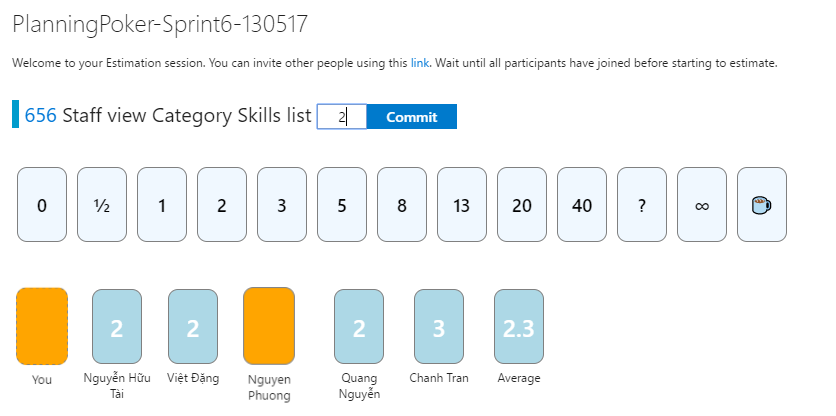 PlanningPoker-Sprint6-130517
Welcome to your Estimation session. You can invite other people using this link. Wait until all participants have joined before starting to estimate.
656 Staff view Category Skills list 2 Commit
0 ½ 1 2 3 5 8 13 20 40 ? ∞
2 2 2 3 2.3
You Nguyễn Hữu Tài Việt Đặng Nguyen Phuong Quang Nguyễn Chanh Tran Average